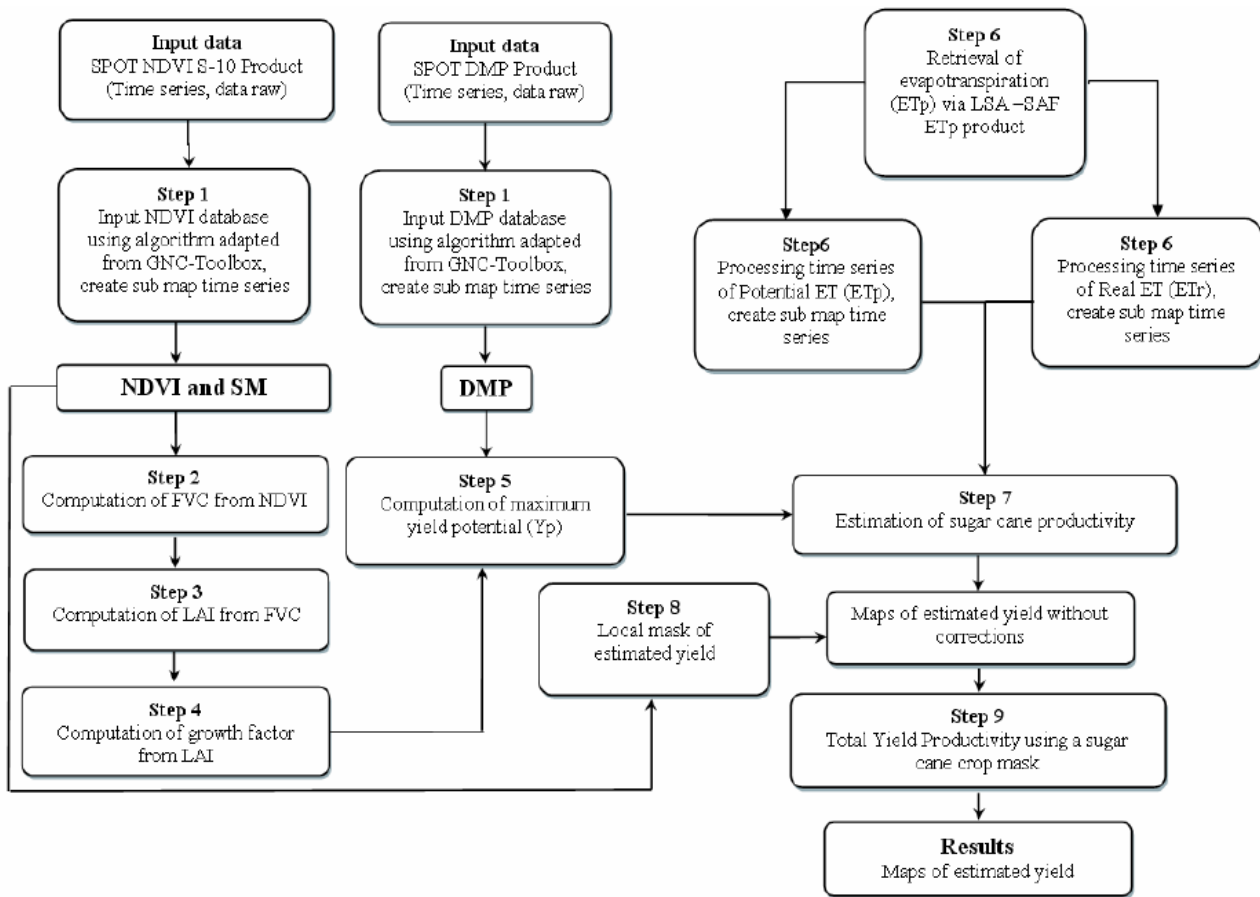 Input data
SPOT NDVI S-10 Product
(Time series, data raw)
Input data
SPOT DMP Product
(Time series, data raw)
Step 6
Retrieval of
evapotranspiration
(ETp) via LSA–SAF
ETp product
Step 1
Input NDVI database
using algorithm adapted
from GNC-Toolbox,
create sub map time series
Step 1
Input DMP database
using algorithm adapted
from GNC-Toolbox,
create sub map time series
Step6
Processing time series
of Potential ET (ETp),
create sub map time
series
Step 6
Processing time series
of Real ET (ETr),
create sub map time
series
NDVI and SM
DMP
Step 2
Computation of FVC from NDVI
Step 5
Computation of maximum
yield potential (Yp)
Step 7
Estimation of sugar cane productivity
Step 3
Computation of LAI from FVC
Step 8
Local mask of
estimated yield
Maps of estimated yield without
corrections
Step 4
Computation of growth factor
from LAI
Step 9
Total Yield Productivity using a sugar
cane crop mask
Results
Maps of estimated yield